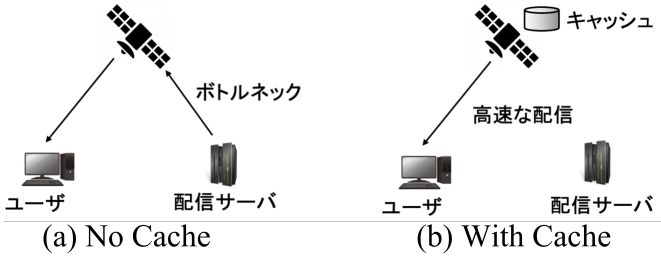 ボトルネック
ユーザ
配信サーバ
(a) No Cache
キャッシュ
高速な配信
ユーザ
配信サーバ
(b) With Cache